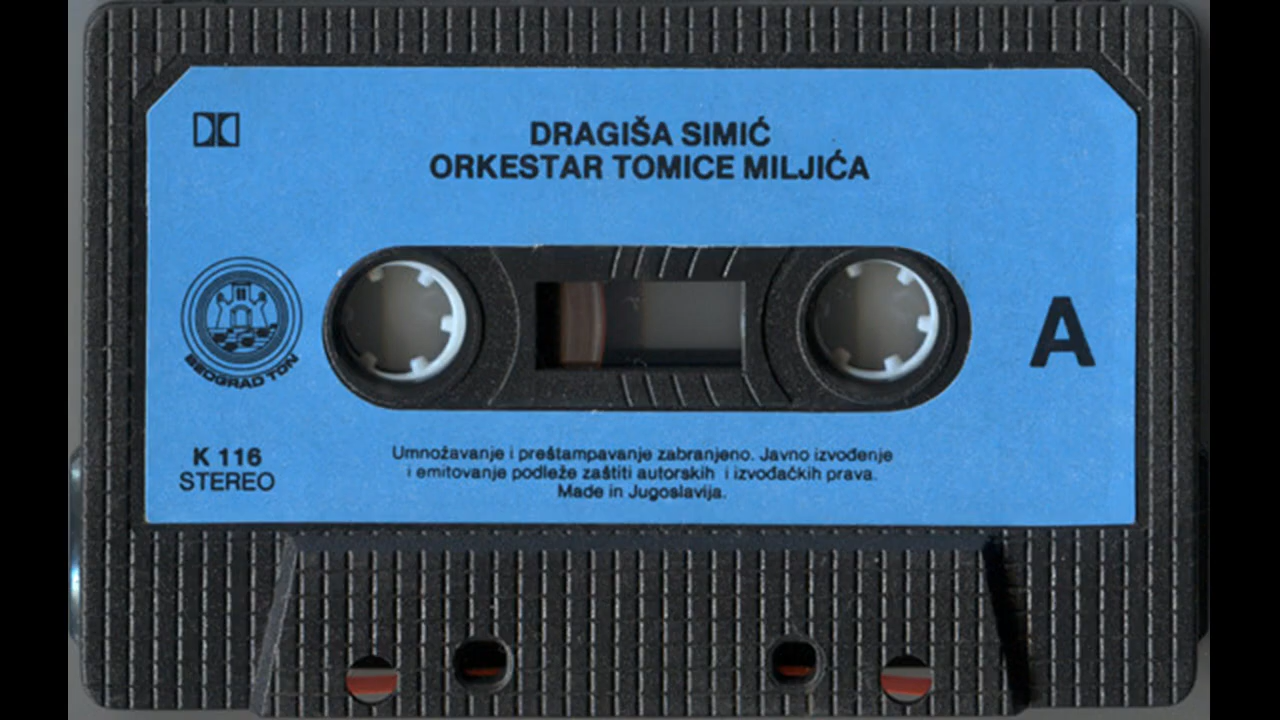 DRAGIŠA SIMIĆ
ORKESTAR TOMICE MILJIĆA
BEOGRAD TON
A
K 116
STEREO
Umnožavanje i preštampavanje zabranjeno. Javno izvođenje
i emitovanje podleže zaštiti autorskih i izvođačkih prava.
Made in Jugoslavija.